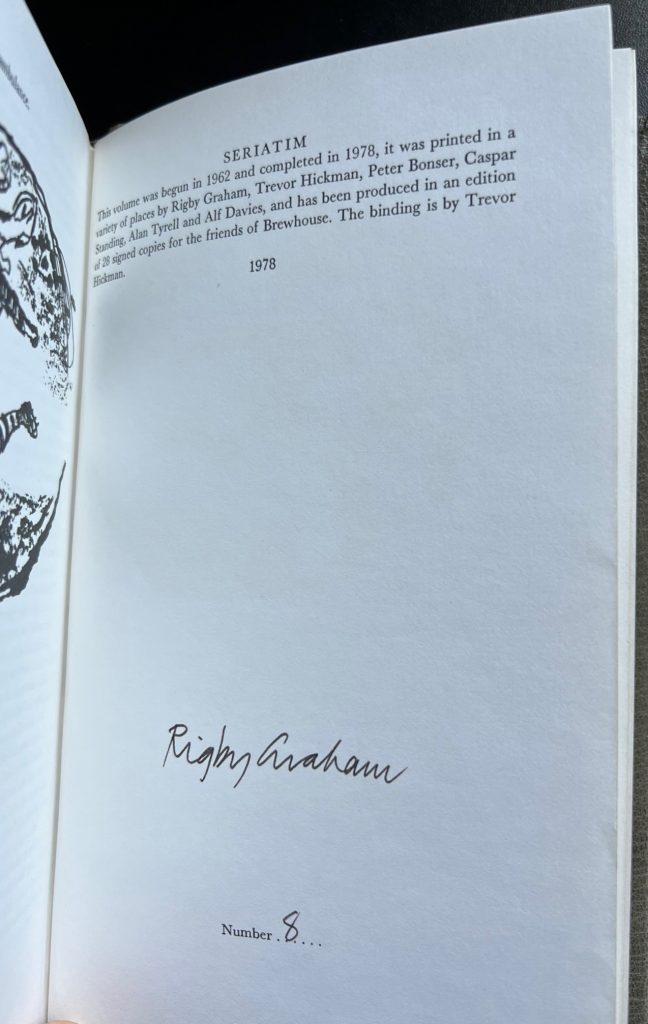 SERIATIM
This volume was begun in 1962 and completed in 1978, it was printed in a
variety of places by Rigby Graham, Trevor Hickman, Peter Bonser, Caspar
Standing, Alan Tyrell and Alf Davies, and has been produced in an edition
of 28 signed copies for the friends of Brewhouse. The binding is by Trevor
Hickman.
1978
Rigby Graham
Number . 8 . . . .